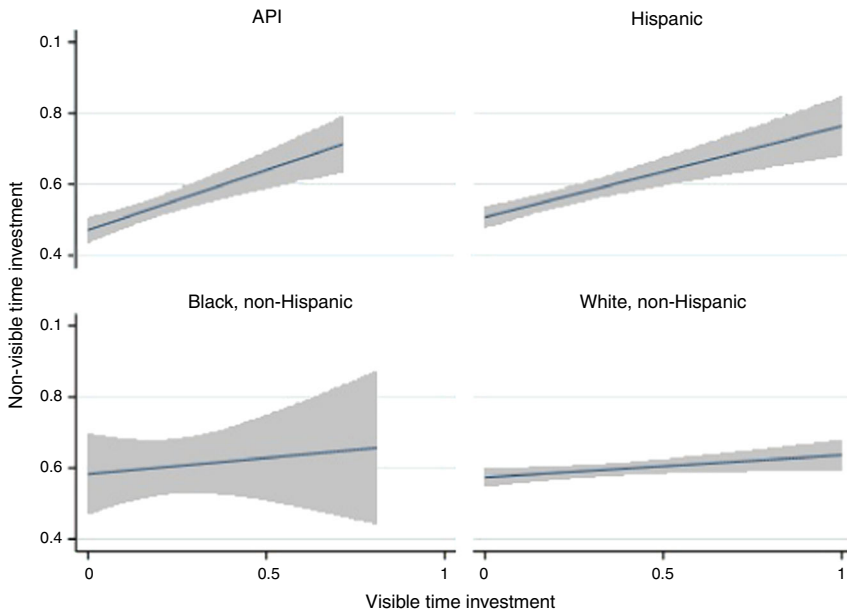 API
Hispanic
0.1
0.8
0.6
0.4
Black, non-Hispanic
White, non-Hispanic
0.1
0.8
0.6
0.4
0 0.5 1
0 0.5 1
Non-visible time investment
Visible time investment